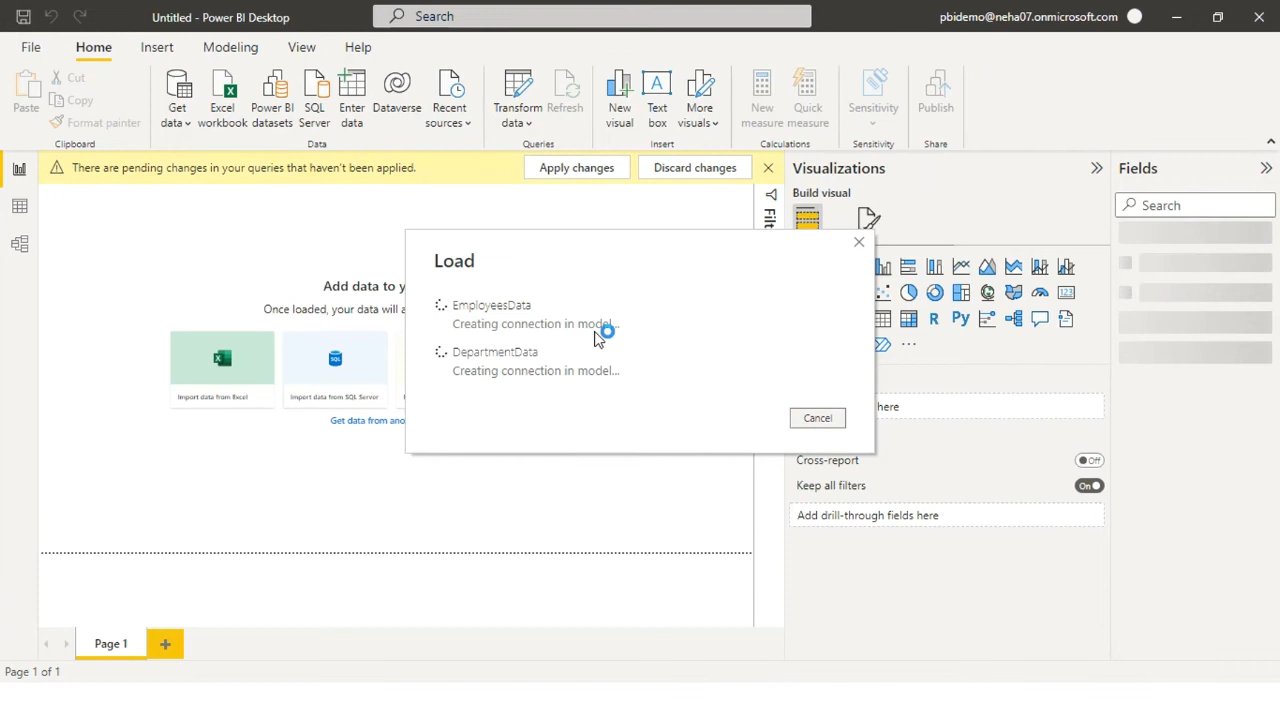 Untitled - Power BI Desktop
Search
pbidemo@neha07.onmicrosoft.com
File
Home
Insert
Modeling
View
Help
Paste
Cut
Copy
Format painter
Clipboard
Get data
Excel workbook
Power BI datasets
SQL Server
Enter data
Dataverse
Recent sources
Data
Transform data
Refresh
Queries
New visual
A
Text box
More visuals
Insert
New measure
Quick measure
Calculations
Sensitivity
Sensitivity
Publish
Share
There are pending changes in your queries that haven't been applied.
Apply changes
Discard changes
Visualizations
Fields
Build visual
Search
Filt
Add data to y
Once loaded, your data will a
Import data from Excel
SQL
Import data from SQL Server
Get data from ano
Load
EmployeesData
Creating connection in model...
DepartmentData
Creating connection in model...
Cancel
123
R
Py
here
Cross-report
Off
Keep all filters
On
Add drill-through fields here
Page 1
Page 1 of 1